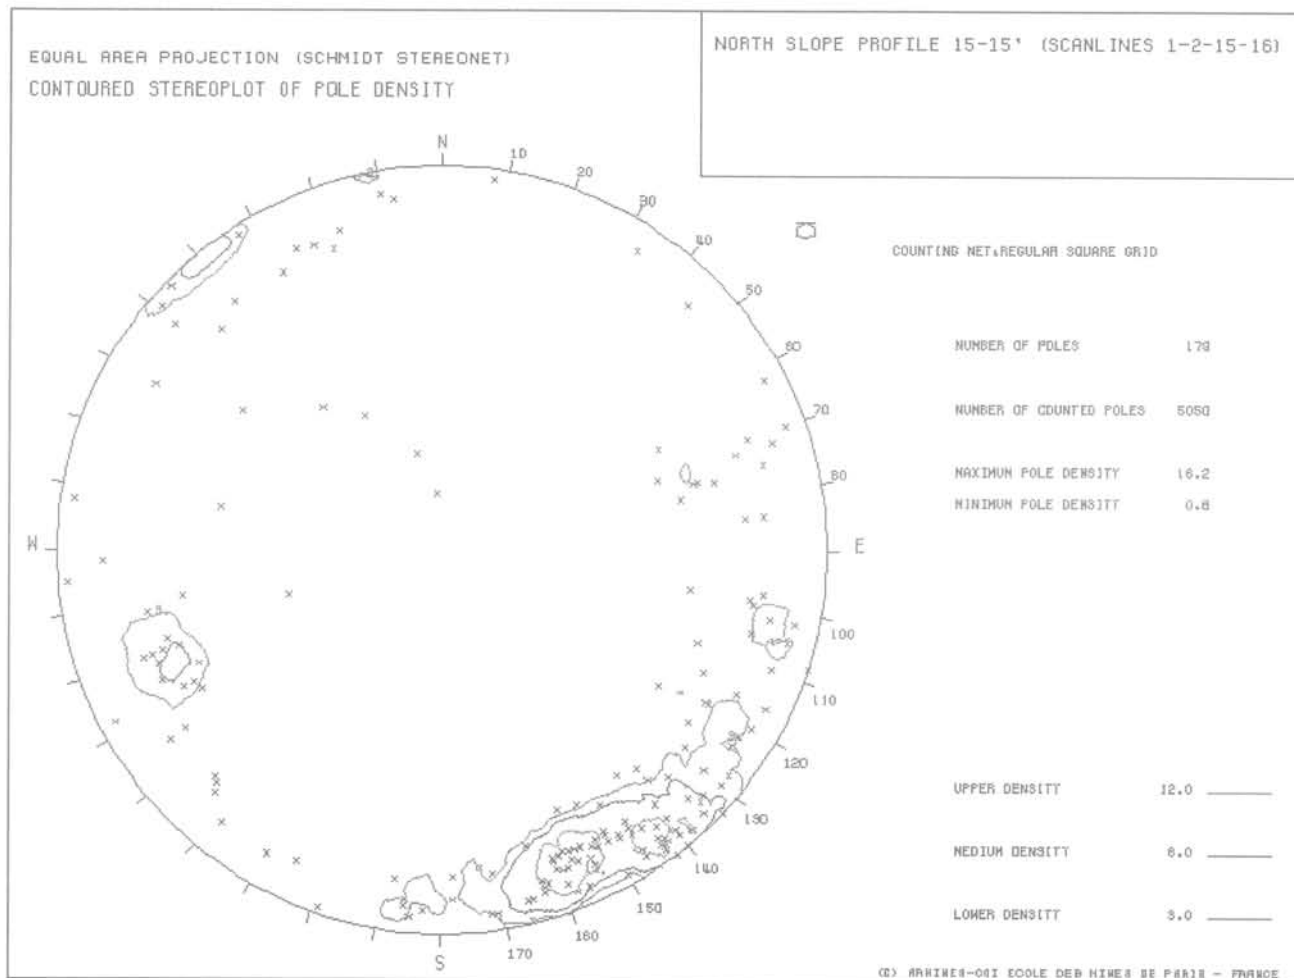 EQUAL AREA PROJECTION (SCHMIDT STEREONET)
CONTOURED STEREOPLOT OF POLE DENSITY
NORTH SLOPE PROFILE 15-15' (SCANLINES 1-2-15-16)
N
10
20
30
40
50
60
70
80
E
100
110
120
130
140
150
160
170
S
W
COUNTING NET:REGULAR SQUARE GRID
NUMBER OF POLES
NUMBER OF COUNTED POLES 5050
MAXIMUM POLE DENSITY 16.2
MINIMUM POLE DENSITY
UPPER DENSITY 12.0
MEDIUM DENSITY 6.0
LOWER DENSITY 3.0
(C) ARMINES-CGI ECOLE DES MINES DE PARIS - FRANCE